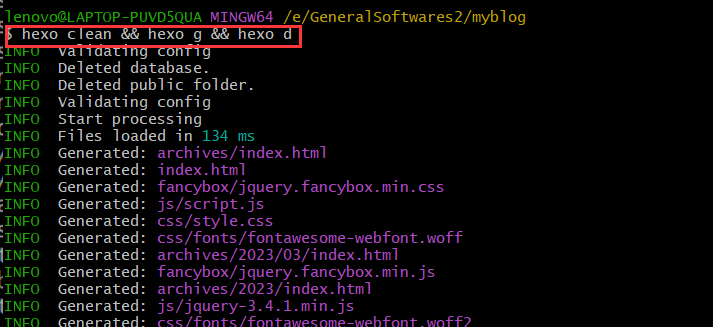 lenovo@LAPTOP-PUVD5QUA MINGW64 /e/GeneralSoftwares2/myblog
$ hexo clean && hexo g && hexo d
INFO  Validating config
INFO  Deleted database.
INFO  Deleted public folder.
INFO  Validating config
INFO  Start processing
INFO  Files loaded in 134 ms
INFO  Generated: archives/index.html
INFO  Generated: index.html
INFO  Generated: fancybox/jquery.fancybox.min.css
INFO  Generated: js/script.js
INFO  Generated: css/style.css
INFO  Generated: css/fonts/fontawesome-webfont.woff
INFO  Generated: archives/2023/03/index.html
INFO  Generated: fancybox/jquery.fancybox.min.js
INFO  Generated: archives/2023/index.html
INFO  Generated: js/jquery-3.4.1.min.js
INFO  Generated: css/fonts/fontawesome-webfont.woff2